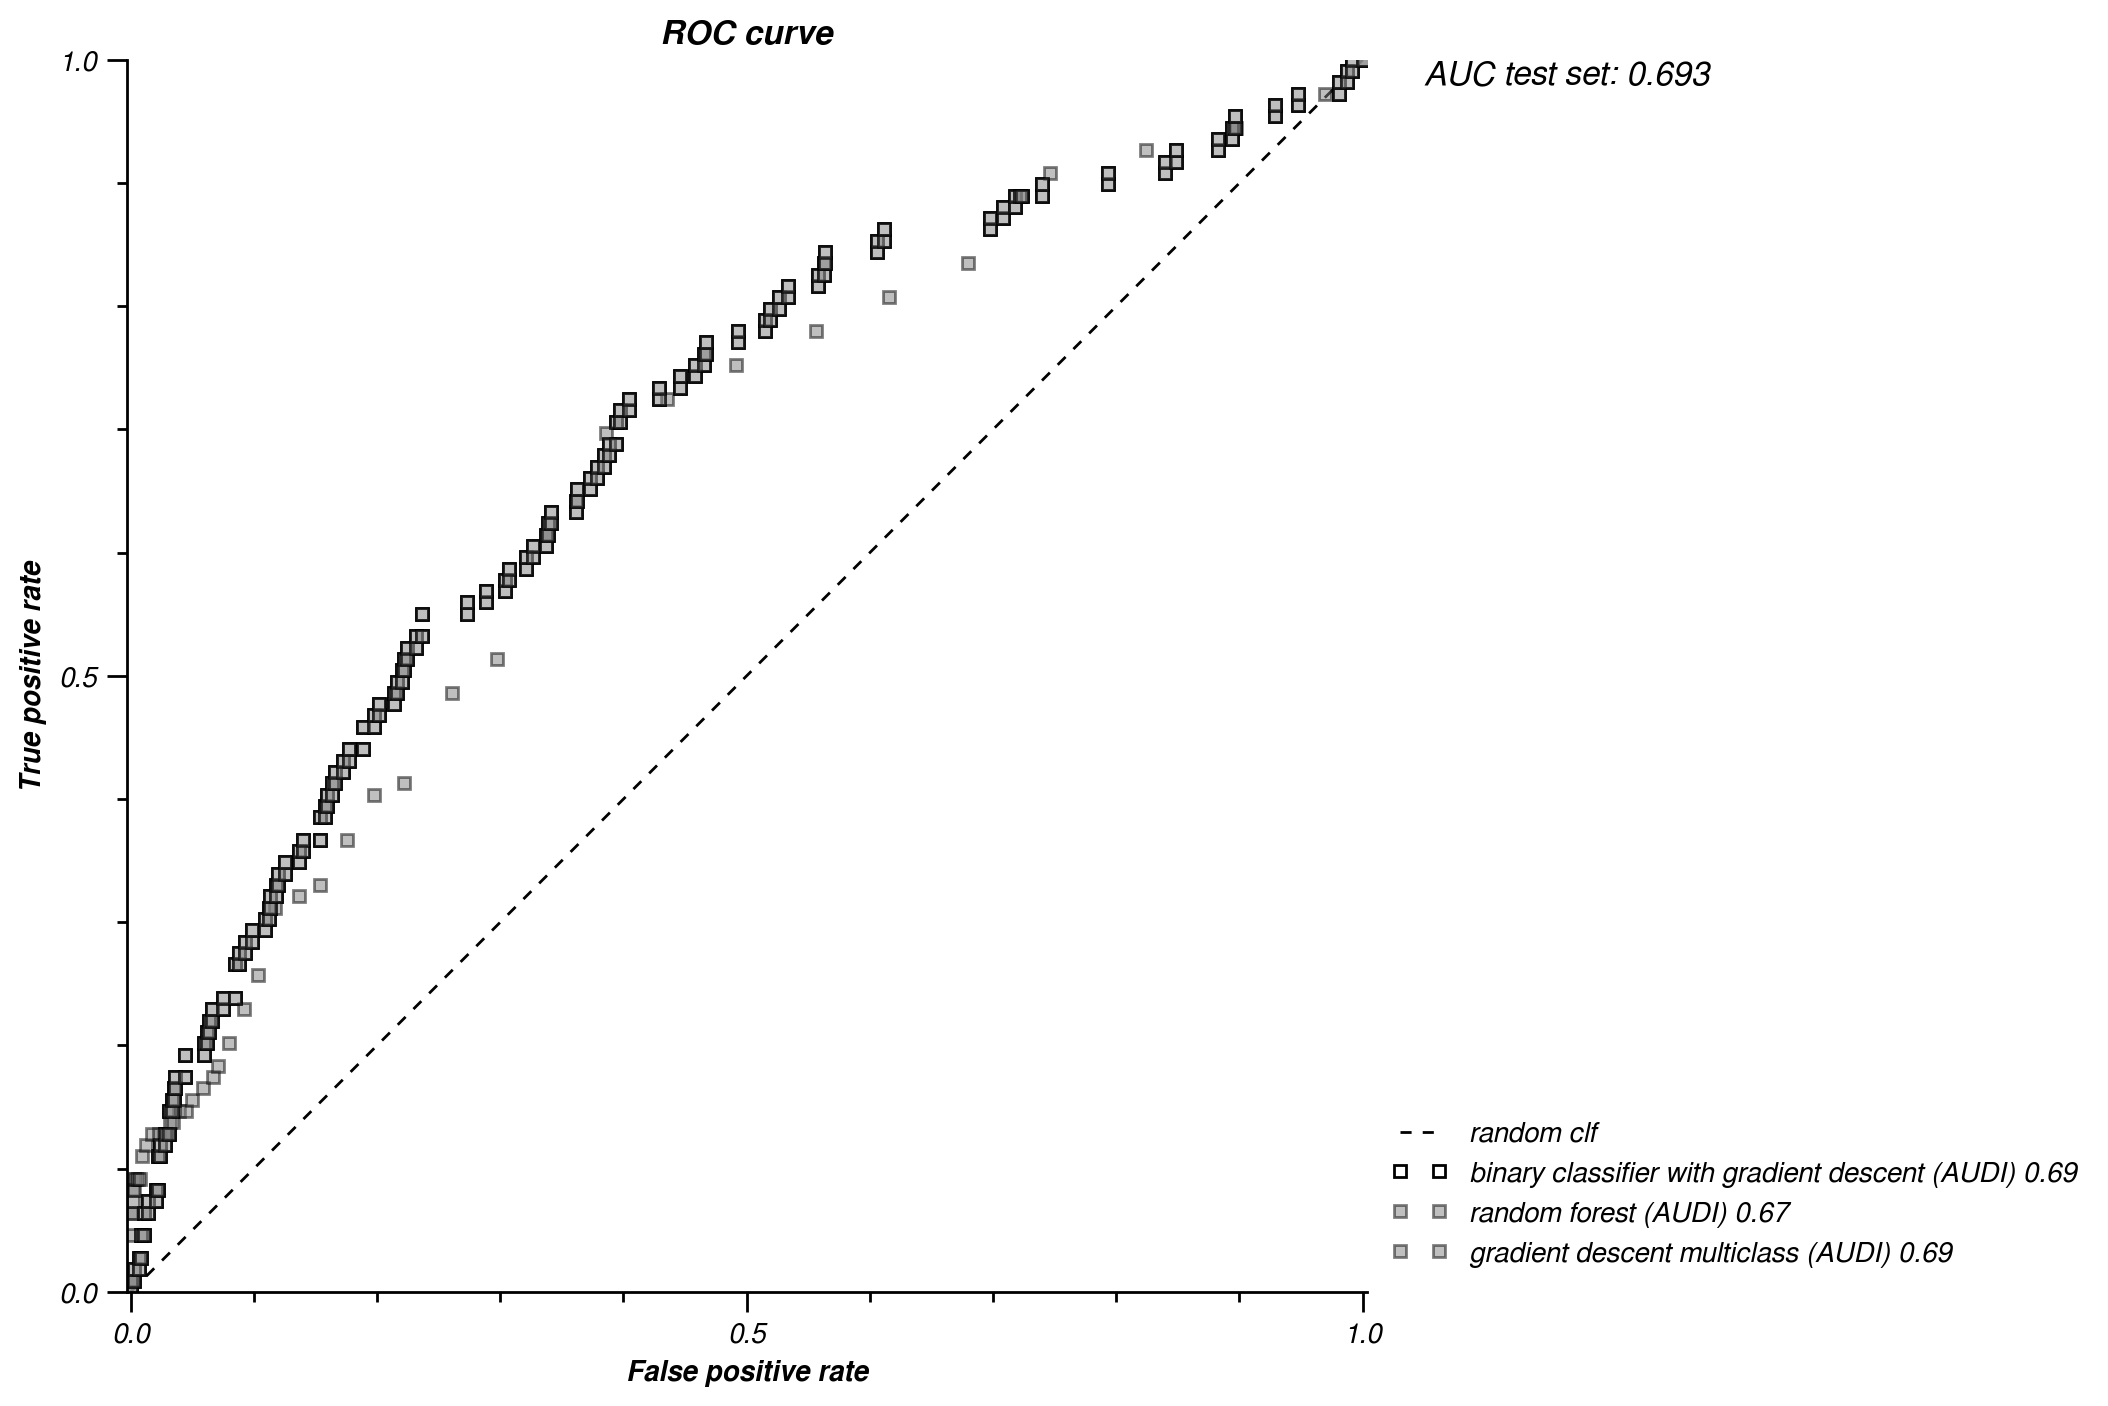 ROC curve
AUC test set: 0.693
1.0
0.5
0.0
True positive rate
0.0
0.5
1.0
False positive rate
random clf
binary classifier with gradient descent (AUDI) 0.69
random forest (AUDI) 0.67
gradient descent multiclass (AUDI) 0.69